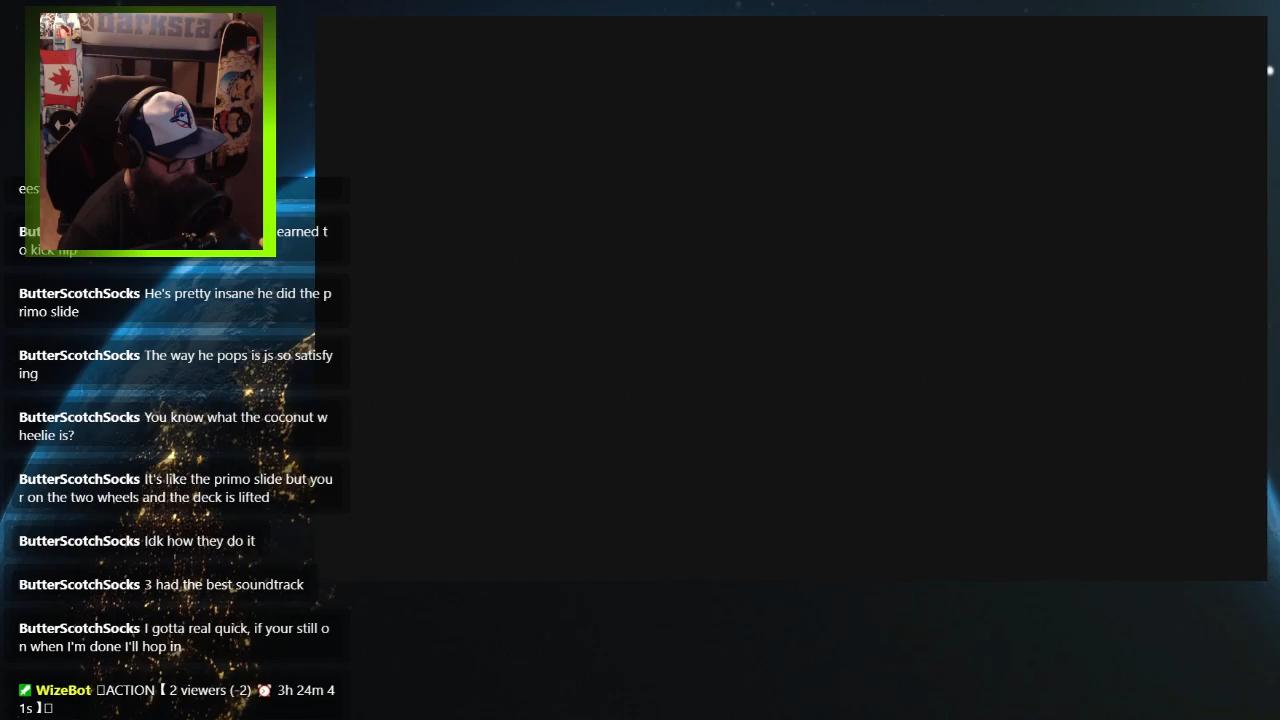 Darksta
ees
But earned t
o kick flip
ButterScotchSocks He's pretty insane he did the p
rimo slide
ButterScotchSocks The way he pops is js so satisfy
ing
ButterScotchSocks You know what the coconut w
heelie is?
ButterScotchSocks It's like the primo slide but you
r on the two wheels and the deck is lifted
ButterScotchSocks Idk how they do it
ButterScotchSocks 3 had the best soundtrack
ButterScotchSocks I gotta real quick, if your still o
n when I'm done I'll hop in
WizeBot ACTION【 2 viewers (-2) ⏰ 3h 24m 4
1s 】